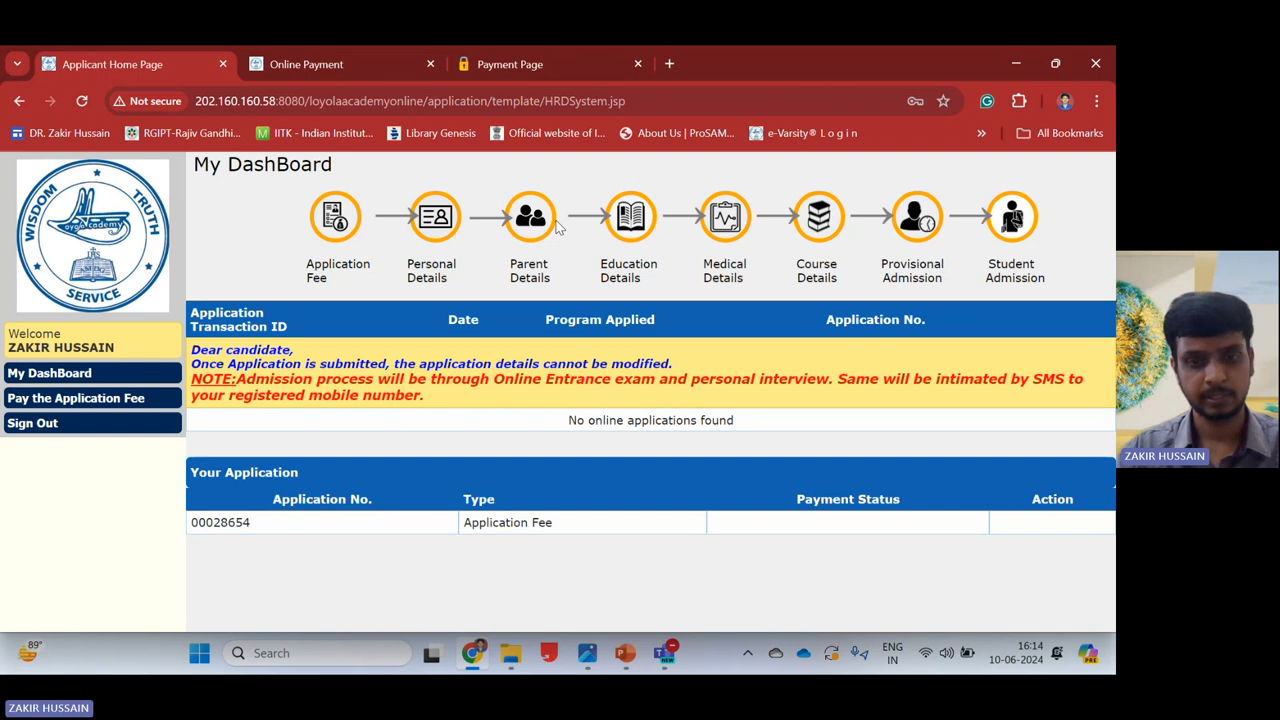 Applicant Home Page
Online Payment
Payment Page
Not secure 202.160.160.58:8080/loyolaacademyonline/application/template/HRDSystem.jsp
DR. Zakir Hussain RGIPT-Rajiv Gandhi... IITK - Indian Institut... Library Genesis Official website of I... About Us | ProSAM... e-Varsity® L o g i n » All Bookmarks
WISDOM TRUTH
Loyola academy
SERVICE
Welcome
ZAKIR HUSSAIN
My DashBoard
Pay the Application Fee
Sign Out
My DashBoard
Application Fee
Personal Details
Parent Details
Education Details
Medical Details
Course Details
Provisional Admission
Student Admission
Application Transaction ID Date Program Applied Application No.
Dear candidate,
Once Application is submitted, the application details cannot be modified.
NOTE:Admission process will be through Online Entrance exam and personal interview. Same will be intimated by SMS to
your registered mobile number.
No online applications found
Your Application
Application No. Type Payment Status Action
00028654 Application Fee
ZAKIR HUSSAIN
89°
Search
ENG
IN
16:14
10-06-2024
PRE
NEW
ZAKIR HUSSAIN